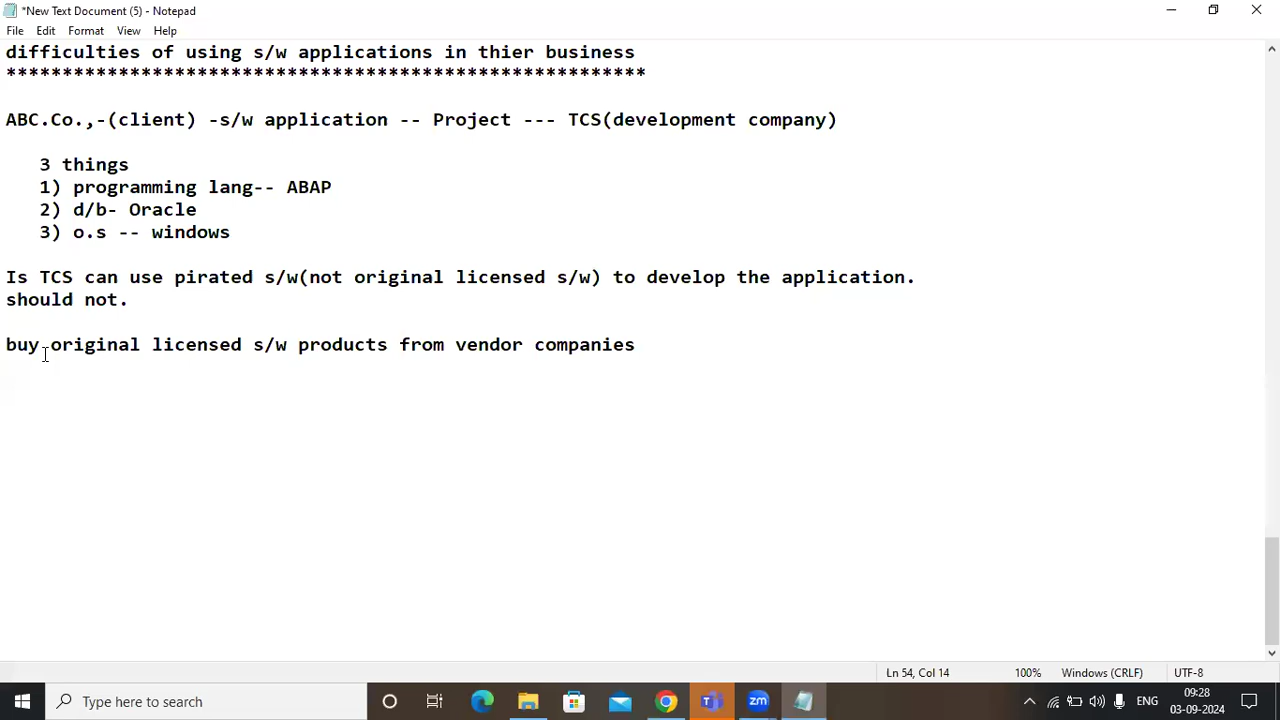 *New Text Document (5) - Notepad
File Edit Format View Help
difficulties of using s/w applications in thier business
*********************************************************
ABC.Co.,-(client) -s/w application -- Project --- TCS(development company)
3 things
1) programming lang-- ABAP
2) d/b- Oracle
3) o.s -- windows
Is TCS can use pirated s/w(not original licensed s/w) to develop the application.
should not.
buy original licensed s/w products from vendor companies
Ln 54, Col 14 100% Windows (CRLF) UTF-8
Type here to search zm ENG 09:28
03-09-2024